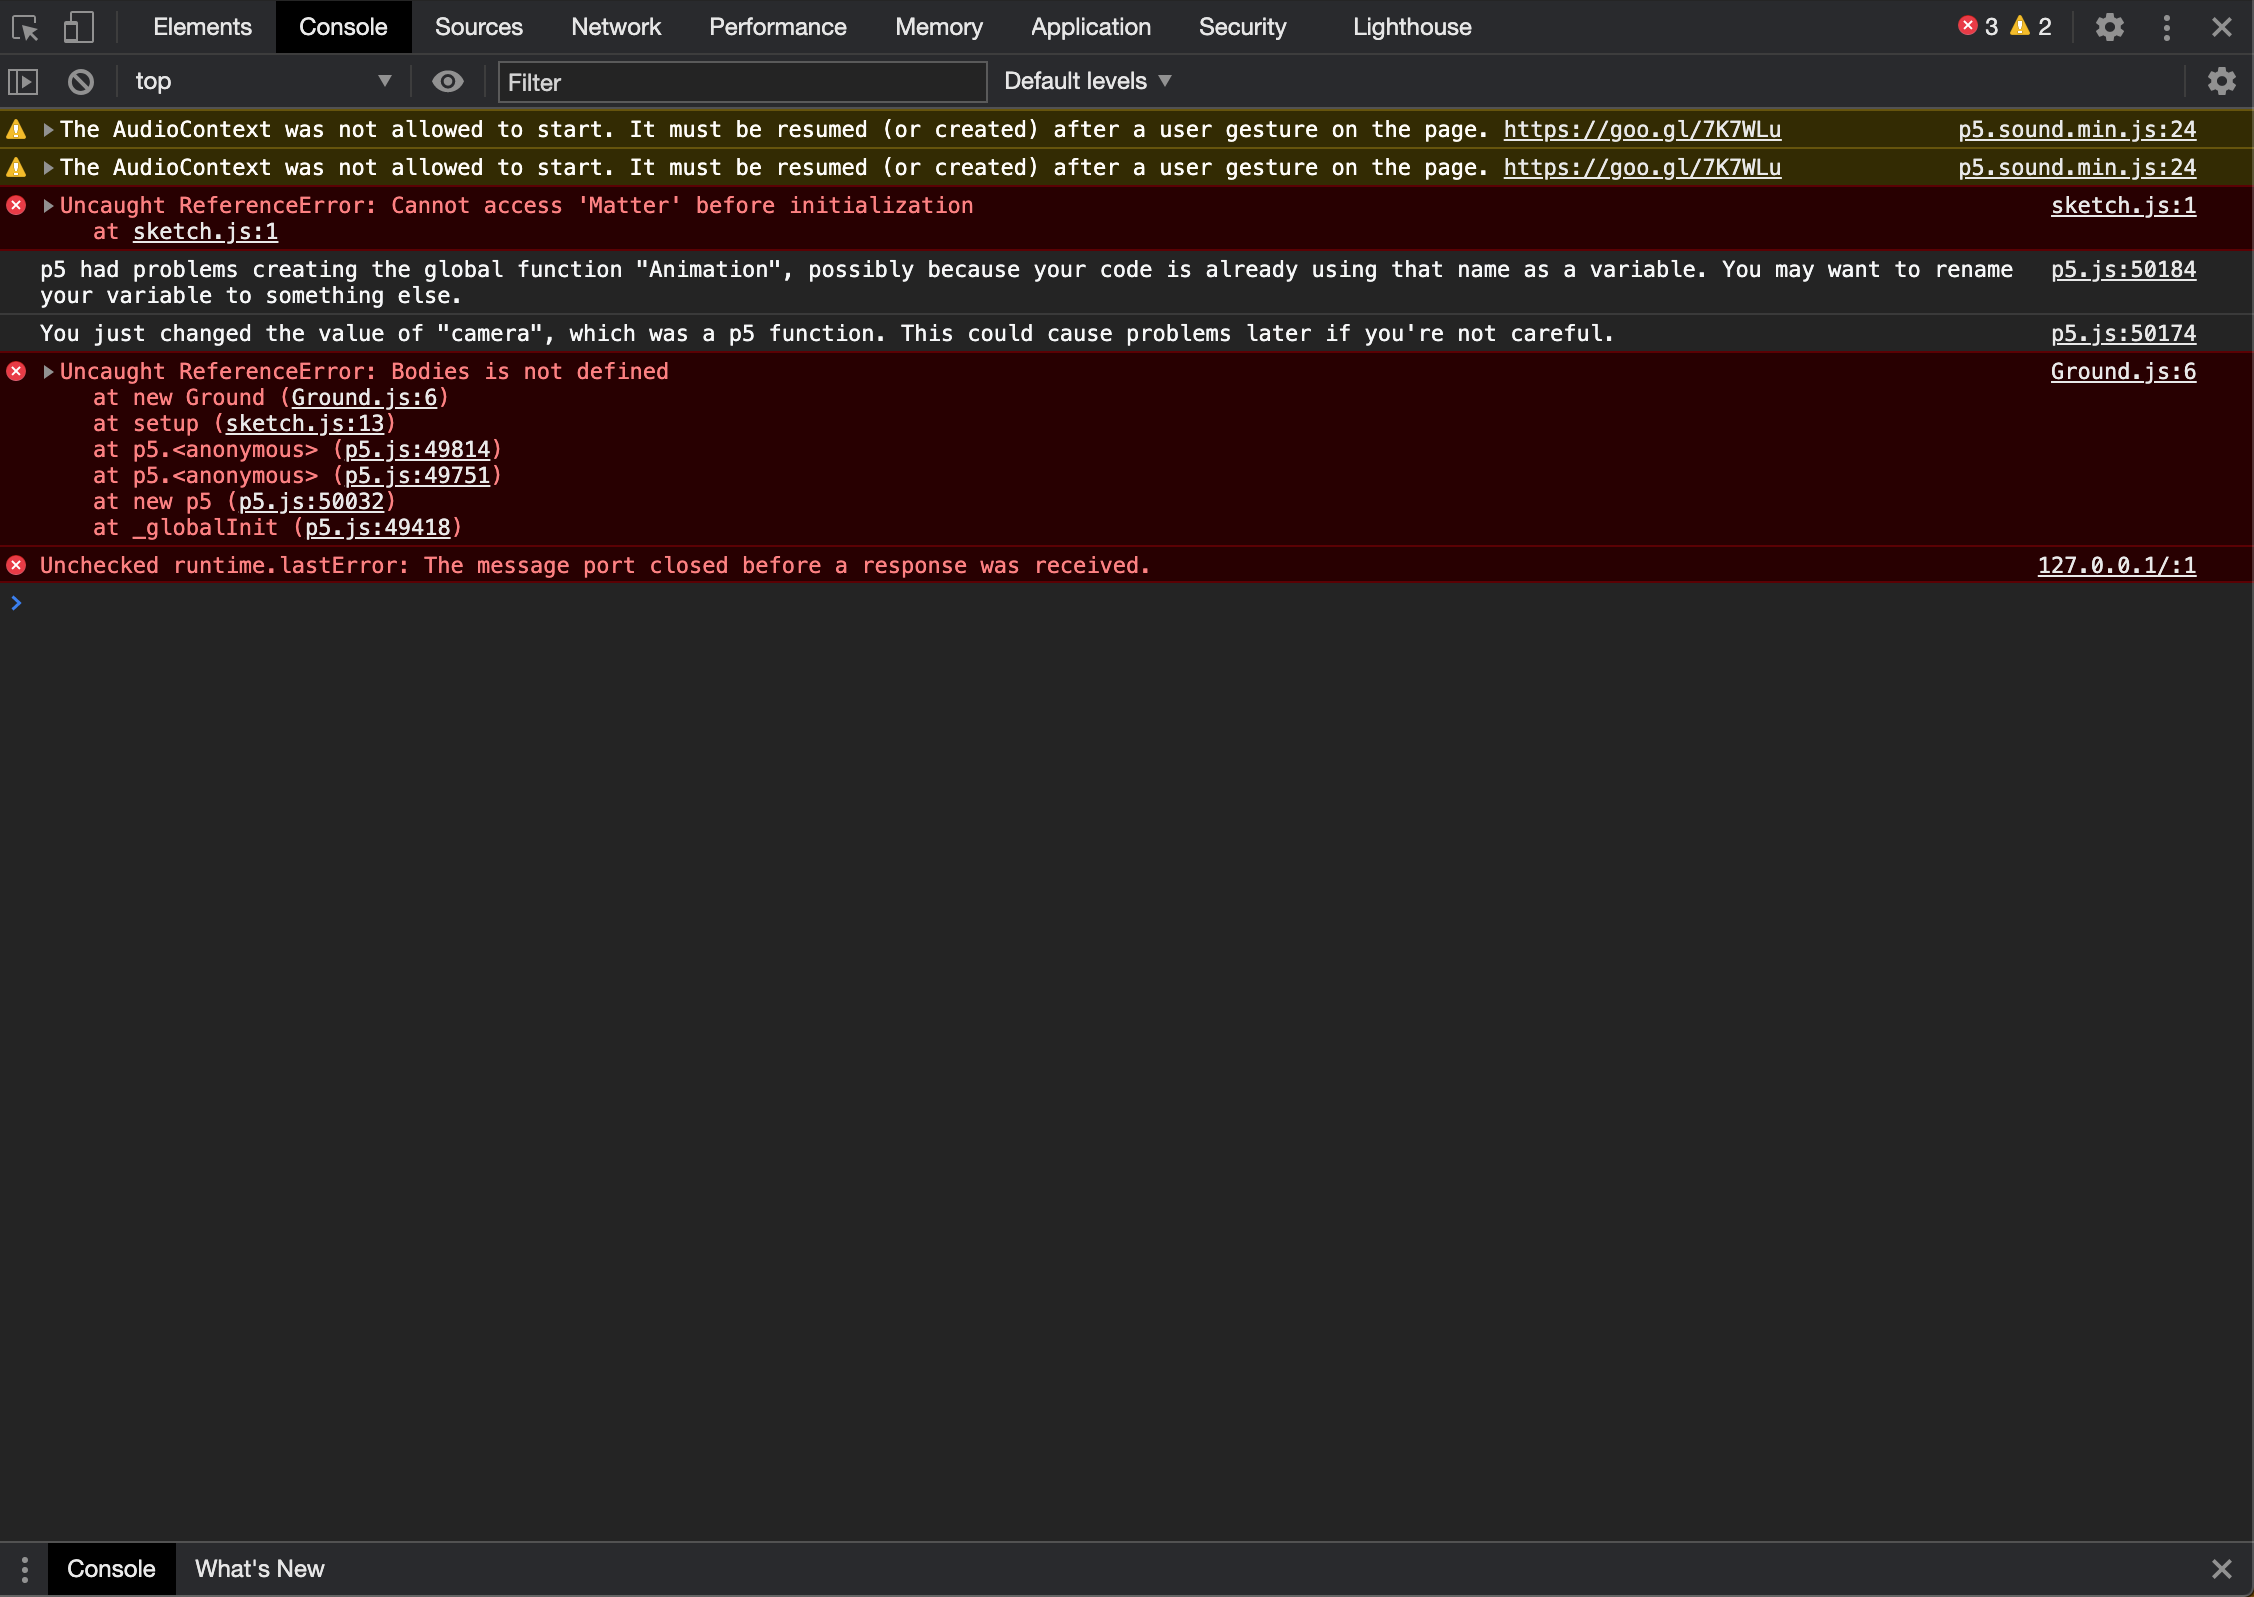 Elements Console Sources Network Performance Memory Application Security Lighthouse 3 2
top Filter Default levels
The AudioContext was not allowed to start. It must be resumed (or created) after a user gesture on the page. https://goo.gl/7K7WLu p5.sound.min.js:24
The AudioContext was not allowed to start. It must be resumed (or created) after a user gesture on the page. https://goo.gl/7K7WLu p5.sound.min.js:24
Uncaught ReferenceError: Cannot access 'Matter' before initialization sketch.js:1
at sketch.js:1
p5 had problems creating the global function "Animation", possibly because your code is already using that name as a variable. You may want to rename p5.js:50184
your variable to something else.
You just changed the value of "camera", which was a p5 function. This could cause problems later if you're not careful. p5.js:50174
Uncaught ReferenceError: Bodies is not defined Ground.js:6
at new Ground (Ground.js:6)
at setup (sketch.js:13)
at p5.<anonymous> (p5.js:49814)
at p5.<anonymous> (p5.js:49751)
at new p5 (p5.js:50032)
at _globalInit (p5.js:49418)
Unchecked runtime.lastError: The message port closed before a response was received. 127.0.0.1/:1
Console What's New